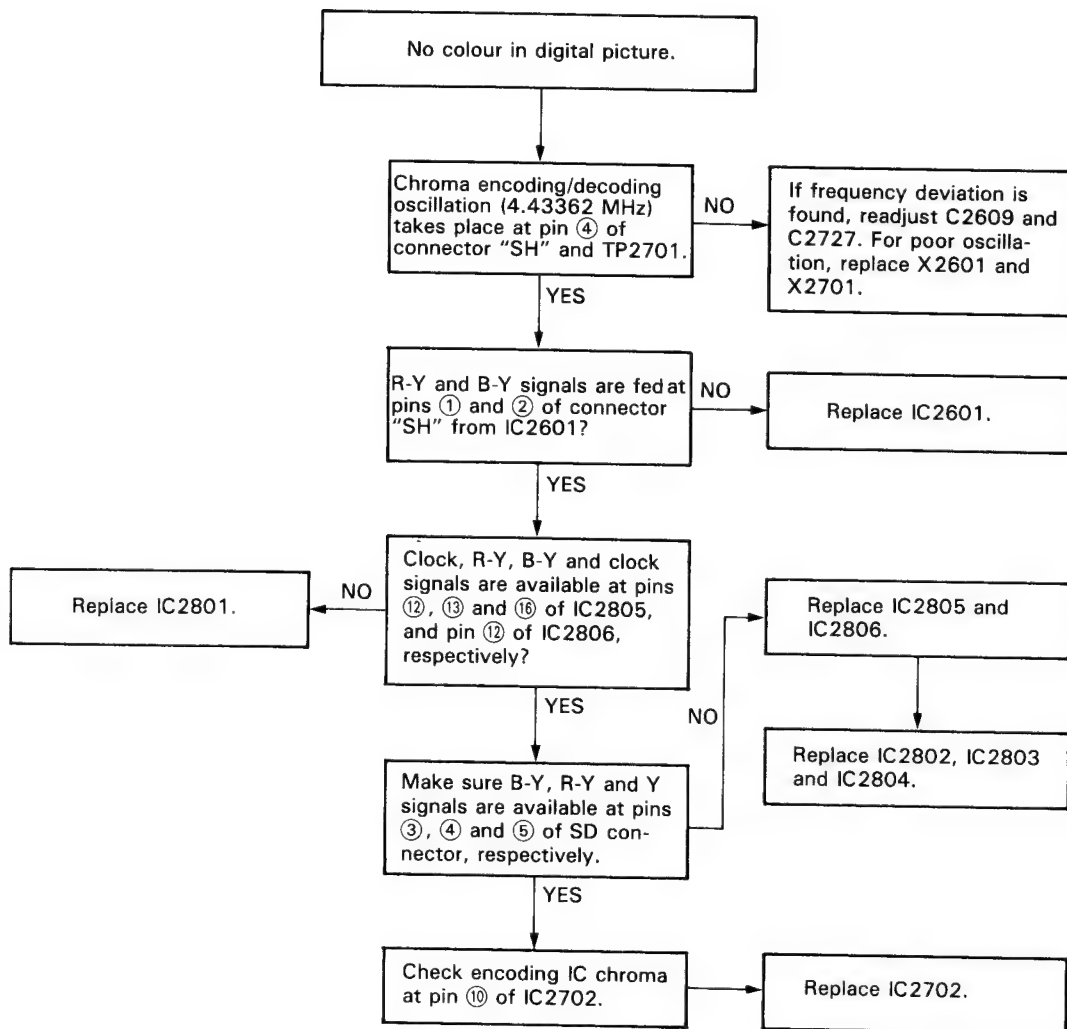 No colour in digital picture.
Chroma encoding/decoding
oscillation (4.43362 MHz)
takes place at pin ④ of
connector “SH” and TP2701.
NO
If frequency deviation is
found, readjust C2609 and
C2727. For poor oscilla-
tion, replace X2601 and
X2701.
YES
R-Y and B-Y signals are fed at
pins ① and ② of connector
“SH” from IC2601?
NO
Replace IC2601.
YES
Clock, R-Y, B-Y and clock
signals are available at pins
⑫, ⑬ and ⑯ of IC2805,
and pin ⑫ of IC2806,
respectively?
NO
Replace IC2801.
YES
Make sure B-Y, R-Y and Y
signals are available at pins
③, ④ and ⑤ of SD con-
nector, respectively.
NO
Replace IC2805 and
IC2806.
Replace IC2802, IC2803
and IC2804.
YES
Check encoding IC chroma
at pin ⑩ of IC2702.
Replace IC2702.